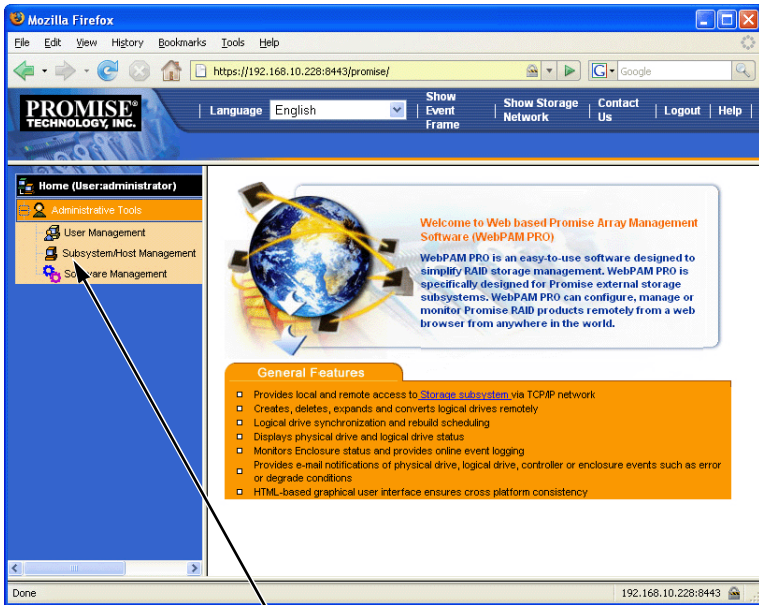 Mozilla Firefox
File Edit View History Bookmarks Tools Help
https://192.168.10.228:8443/promise/
Google
PROMISE®
TECHNOLOGY, INC.
Language English
Show Event Frame
Show Storage Network
Contact Us
Logout
Help
Home (User:administrator)
Administrative Tools
User Management
Subsystem/Host Management
Software Management
Welcome to Web based Promise Array Management
Software (WebPAM PRO)
WebPAM PRO is an easy-to-use software designed to
simplify RAID storage management. WebPAM PRO is
specifically designed for Promise external storage
subsystems. WebPAM PRO can configure, manage or
monitor Promise RAID products remotely from a web
browser from anywhere in the world.
General Features
Provides local and remote access to Storage subsystem via TCP/IP network
Creates, deletes, expands and converts logical drives remotely
Logical drive synchronization and rebuild scheduling
Displays physical drive and logical drive status
Monitors Enclosure status and provides online event logging
Provides e-mail notifications of physical drive, logical drive, controller or enclosure events such as error
or degrade conditions
HTML-based graphical user interface ensures cross platform consistency
Done
192.168.10.228:8443